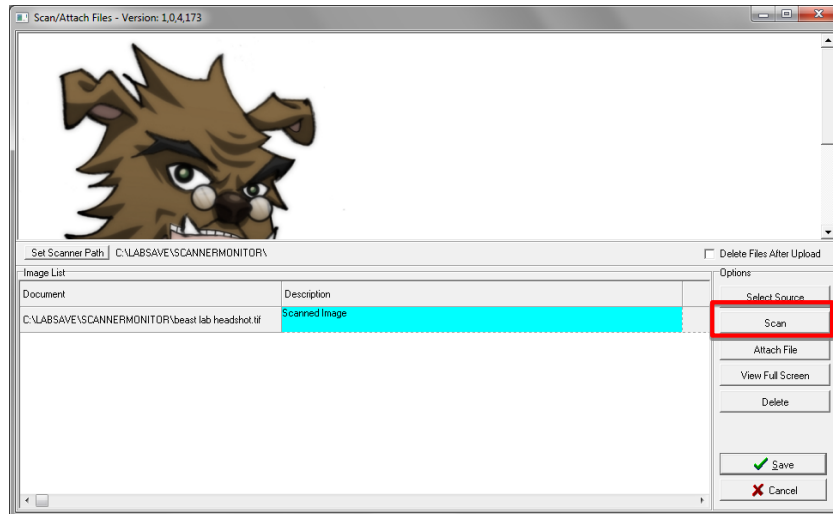 Scan/Attach Files - Version: 1,0,4,173
Set Scanner Path C:\LABSAVE\SCANNERMONITOR\
Delete Files After Upload
Image List
Options
Document Description
Select Source
C:\LABSAVE\SCANNERMONITOR\beast lab headshot.tif Scanned Image
Scan
Attach File
View Full Screen
Delete
Save
Cancel